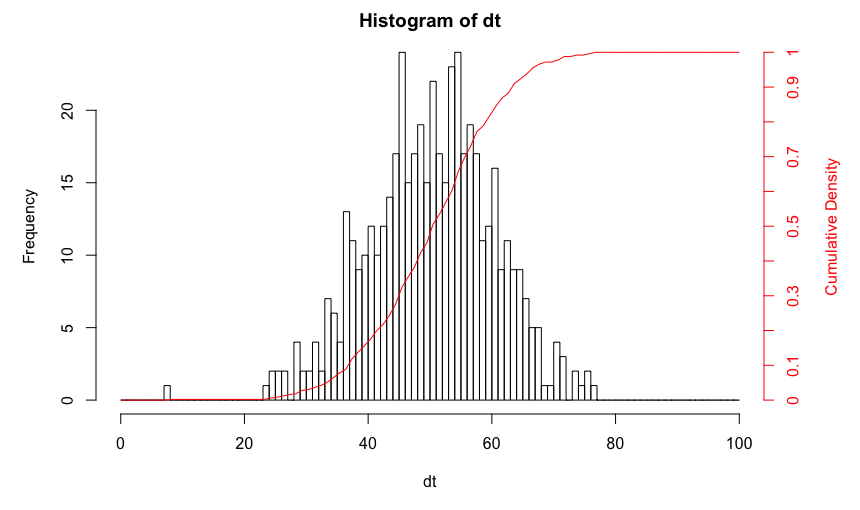 Histogram of dt
Frequency
0 5 10 15 20
0 20 40 60 80 100
dt
0 0.1 0.3 0.5 0.7 0.9 1
Cumulative Density